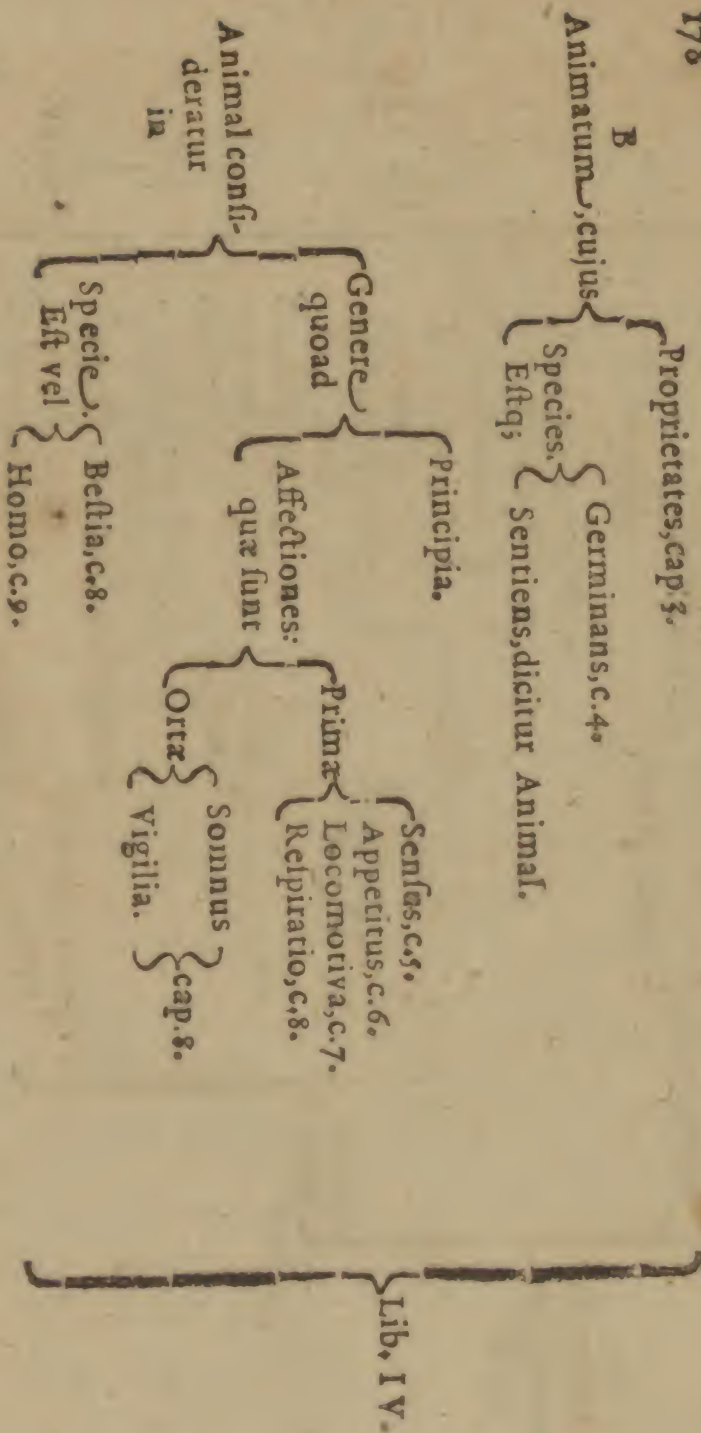 178
B
Animatum, cujus
Proprietates, cap 3.
Species.
Eſtq;
Germinans, c. 4.
Sentiens, dicitur Animal.
Animal conſi-
deratur
in
Genere,
quoad
Principia.
Affectiones:
quæ ſunt
Primæ
Senſus, c. 5.
Appetitus, c. 6.
Locomotiva, c. 7.
Reſpiratio, c. 8.
Ortæ
Somnus
Vigilia.
cap. 8.
Specie.
Eſt vel
Beſtia, c. 8.
Homo, c. 9.
Lib. IV.